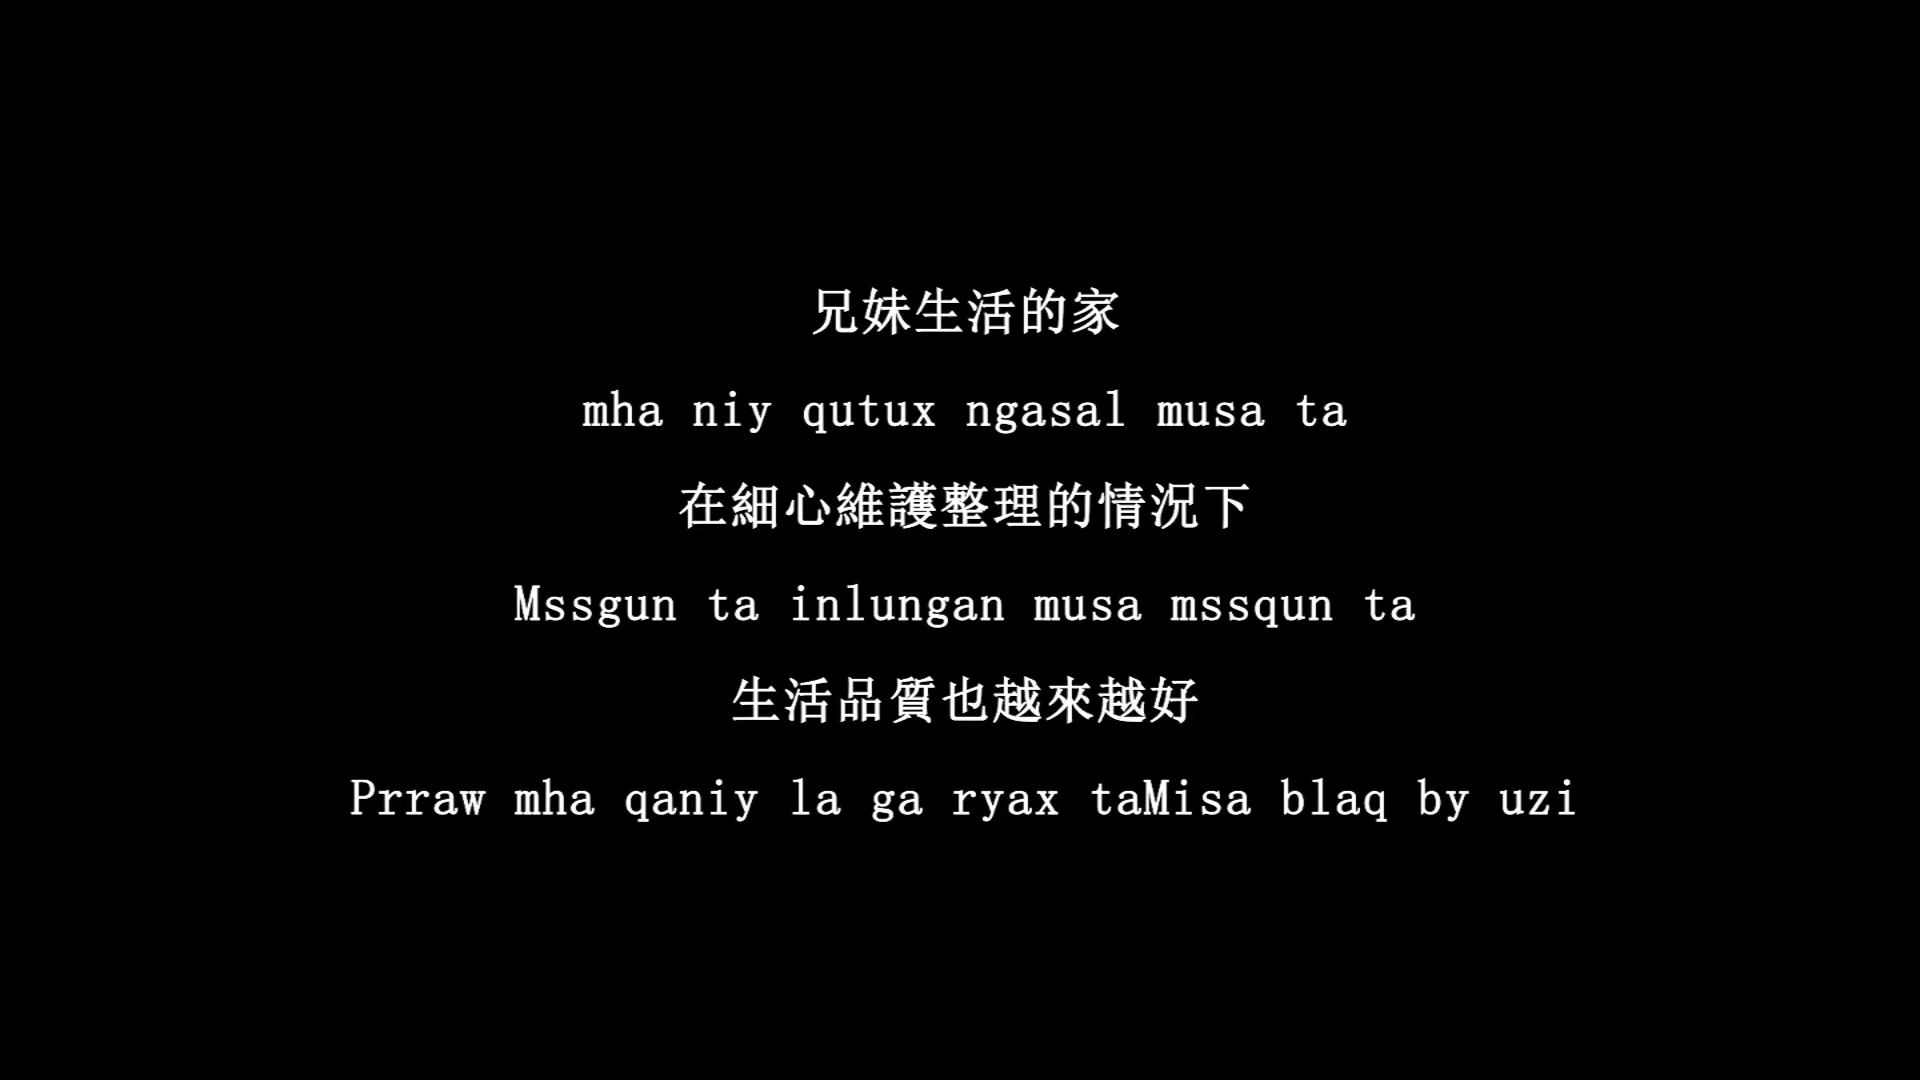 兄妹生活的家
mha niy qutux ngasal musa ta
在細心維護整理的情況下
Mssgun ta inlungan musa mssqun ta
生活品質也越來越好
Prraw mha qaniy la ga ryax taMisa blaq by uzi